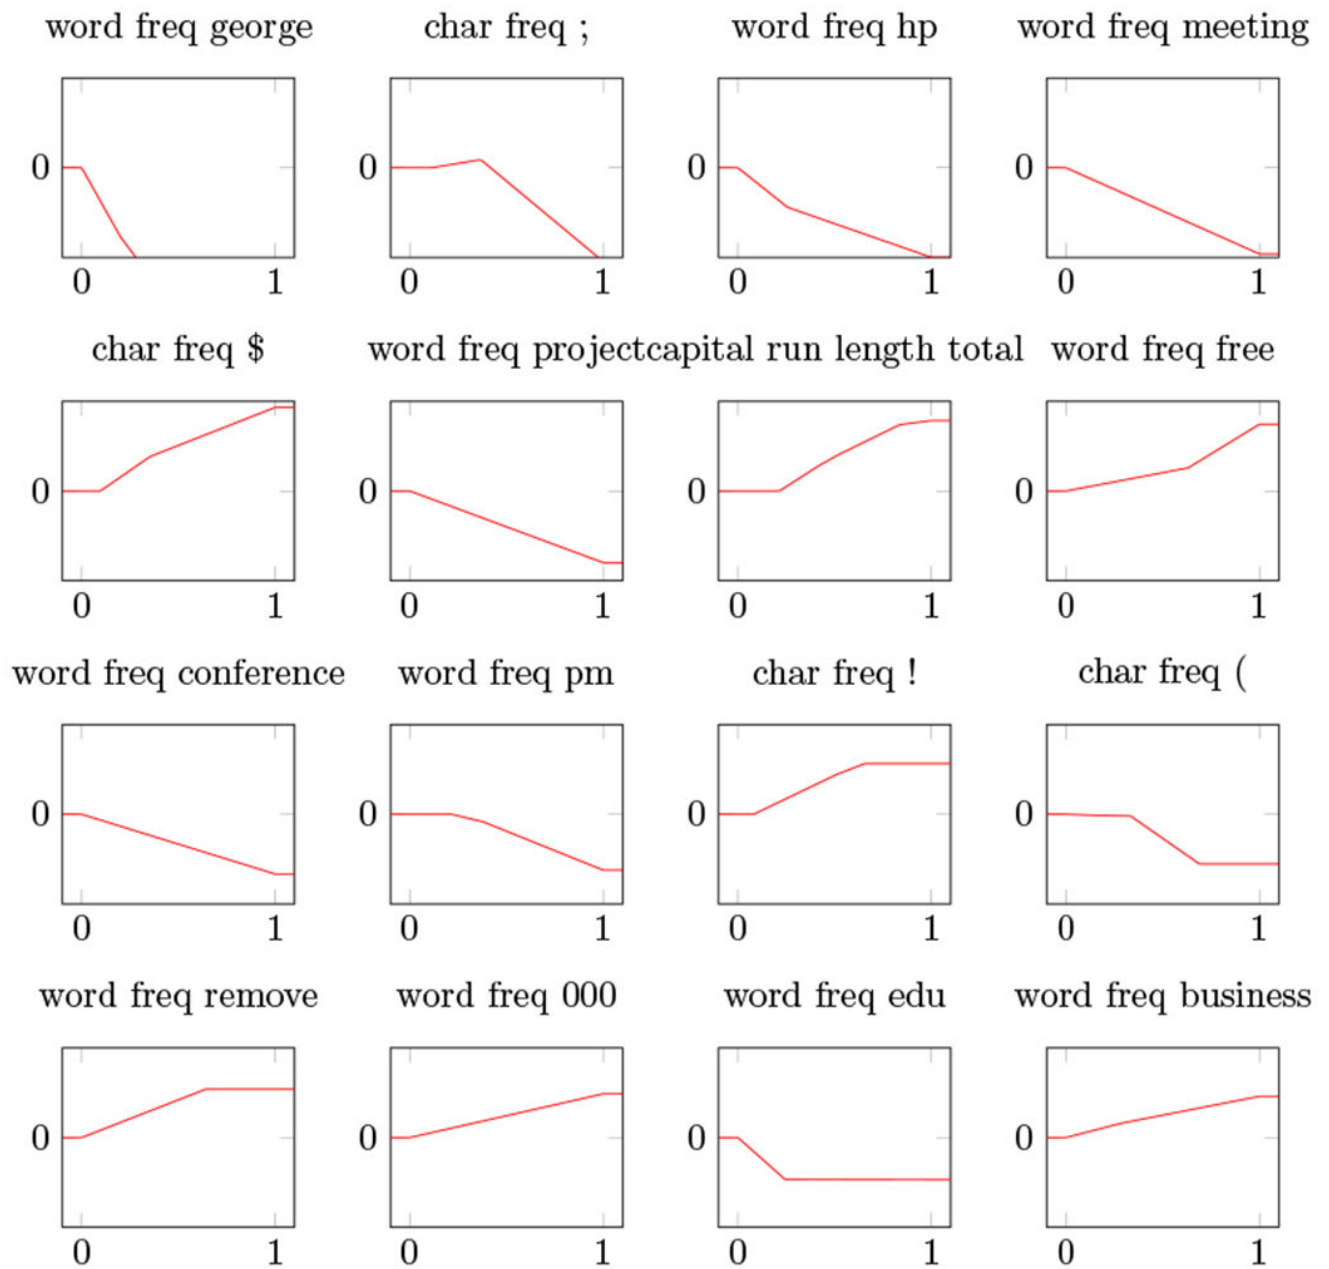 word freq george char freq ; word freq hp word freq meeting
0 0 0 0
0 1 0 1 0 1 0 1
char freq $ word freq projectcapital run length total word freq free
0 0 0 0
0 1 0 1 0 1 0 1
word freq conference word freq pm char freq ! char freq (
0 0 0 0
0 1 0 1 0 1 0 1
word freq remove word freq 000 word freq edu word freq business
0 0 0 0
0 1 0 1 0 1 0 1